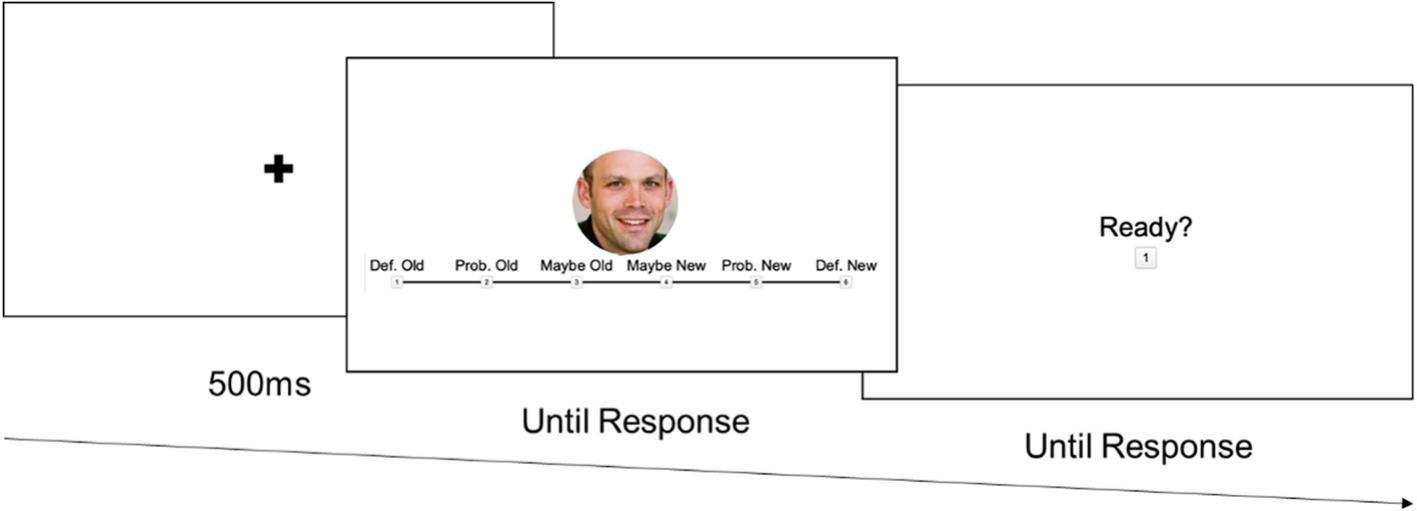 Def. Old Prob. Old Maybe Old Maybe New Prob. New Def. New
1 2 3 4 5 6
Ready?
1
500ms
Until Response
Until Response